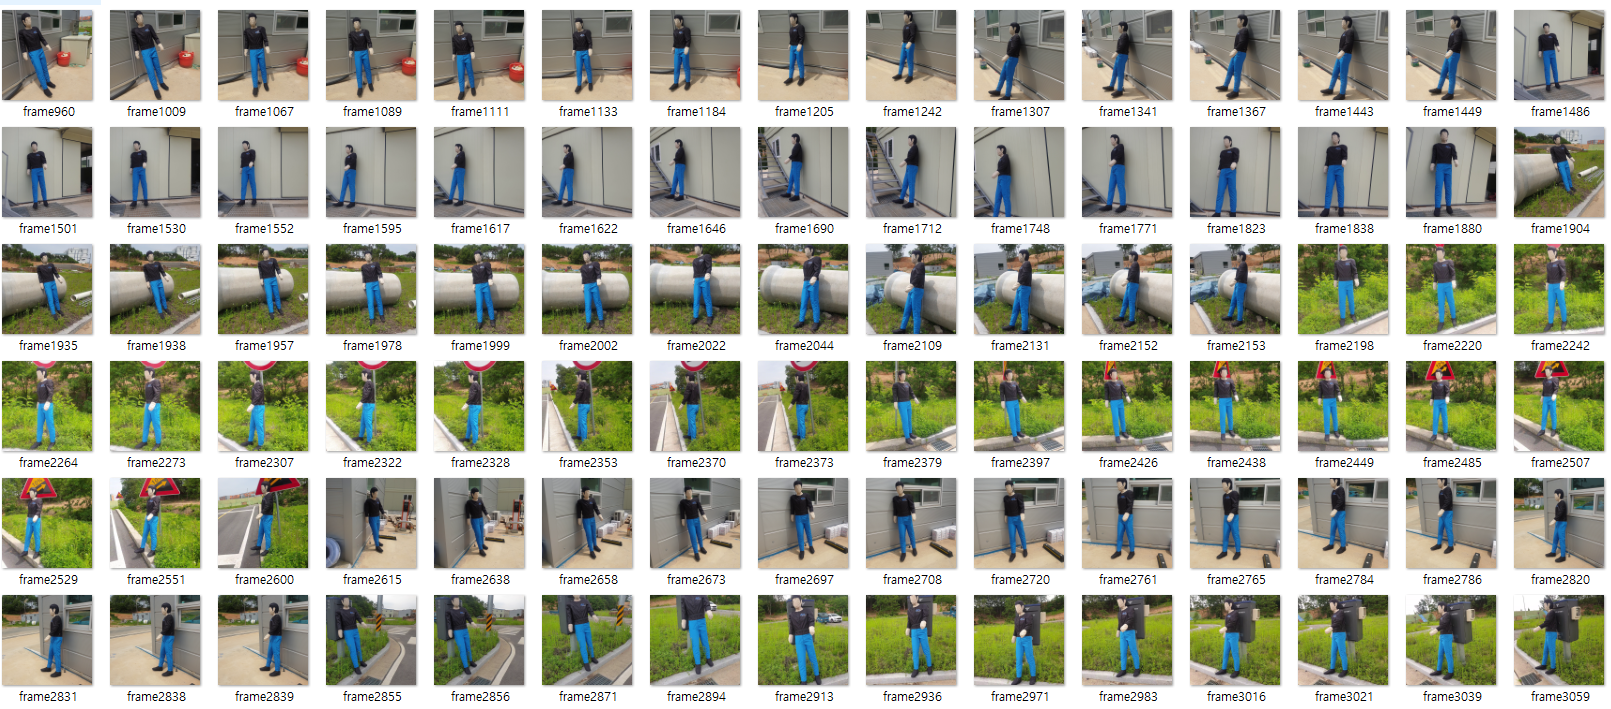 frame960 frame1009 frame1067 frame1089 frame1111 frame1133 frame1184 frame1205 frame1242 frame1307 frame1341 frame1367 frame1443 frame1449 frame1486
frame1501 frame1530 frame1552 frame1595 frame1617 frame1622 frame1646 frame1690 frame1712 frame1748 frame1771 frame1823 frame1838 frame1880 frame1904
frame1935 frame1938 frame1957 frame1978 frame1999 frame2002 frame2022 frame2044 frame2109 frame2131 frame2152 frame2153 frame2198 frame2220 frame2242
frame2264 frame2273 frame2307 frame2322 frame2328 frame2353 frame2370 frame2373 frame2379 frame2397 frame2426 frame2438 frame2449 frame2485 frame2507
frame2529 frame2551 frame2600 frame2615 frame2638 frame2658 frame2673 frame2697 frame2708 frame2720 frame2761 frame2765 frame2784 frame2786 frame2820
frame2831 frame2838 frame2839 frame2855 frame2856 frame2871 frame2894 frame2913 frame2936 frame2971 frame2983 frame3016 frame3021 frame3039 frame3059